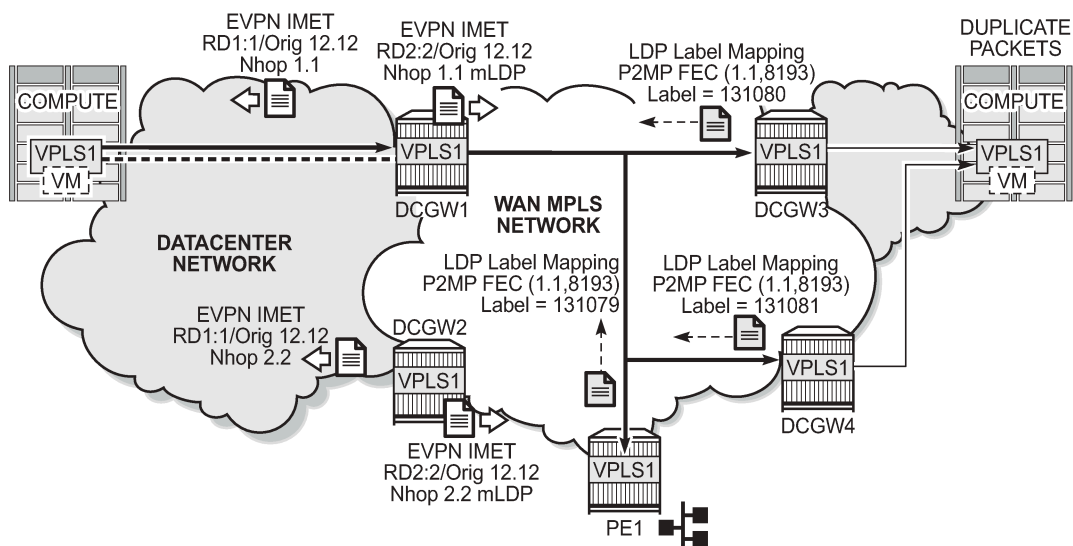 EVPN IMET
RD1:1/Orig 12.12
Nhop 1.1
EVPN IMET
RD2:2/Orig 12.12
Nhop 1.1 mLDP
LDP Label Mapping
P2MP FEC (1.1,8193)
Label = 131080
DUPLICATE
PACKETS
COMPUTE
VPLS1
VM
VPLS1
DCGW1
VPLS1
DCGW3
COMPUTE
VPLS1
VM
WAN MPLS
NETWORK
DATACENTER
NETWORK
LDP Label Mapping
P2MP FEC (1.1,8193)
Label = 131079
LDP Label Mapping
P2MP FEC (1.1,8193)
Label = 131081
EVPN IMET
RD1:1/Orig 12.12
Nhop 2.2
DCGW2
VPLS1
VPLS1
DCGW4
EVPN IMET
RD2:2/Orig 12.12
Nhop 2.2 mLDP
VPLS1
PE1